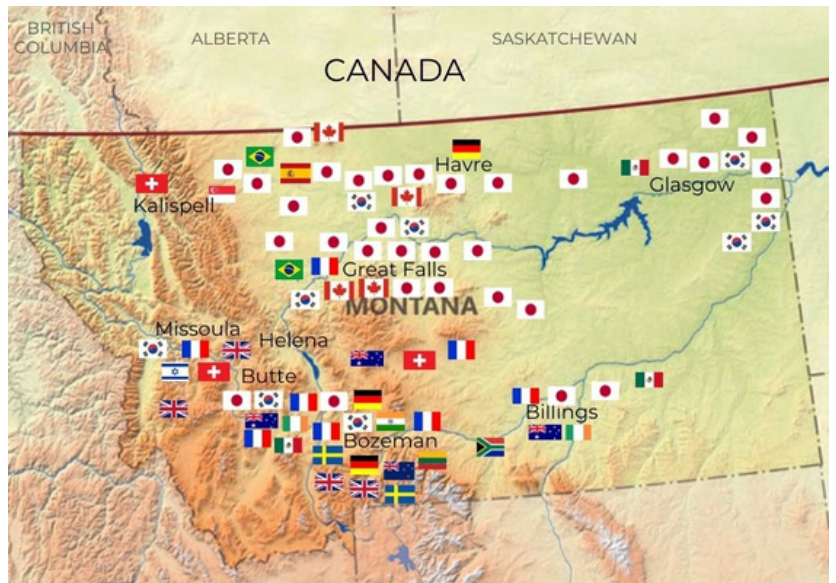 BRITISH
COLUMBIA
ALBERTA
SASKATCHEWAN
CANADA
Havre
Glasgow
Kalispell
Great Falls
MONTANA
Missoula
Helena
Butte
Billings
Bozeman